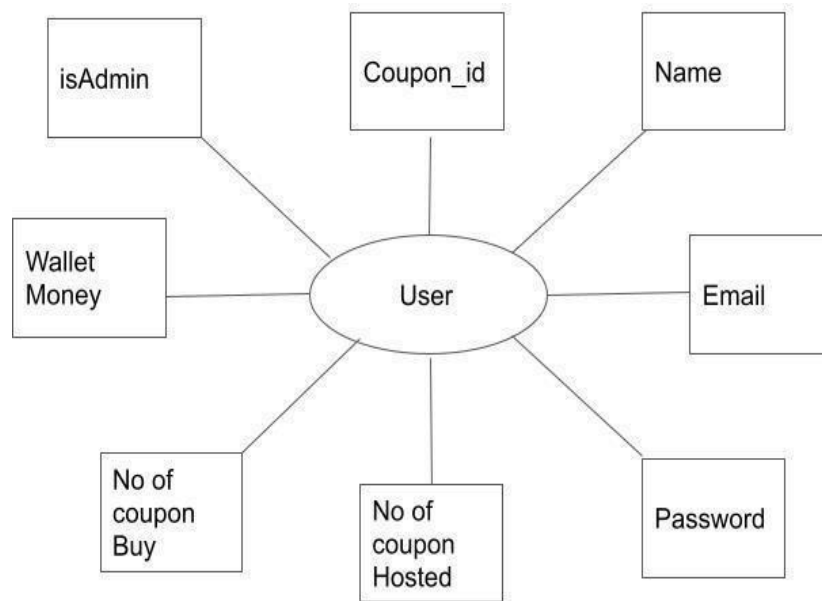 isAdmin
Coupon_id
Name
Wallet
Money
User
Email
No of
coupon
Buy
No of
coupon
Hosted
Password